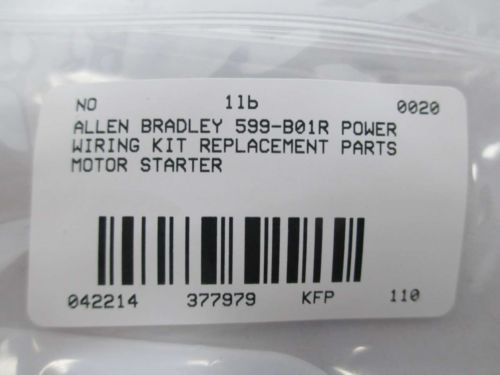 NO 1lb 0020
ALLEN BRADLEY 599-B01R POWER
WIRING KIT REPLACEMENT PARTS
MOTOR STARTER
042214 377979 KFP 110